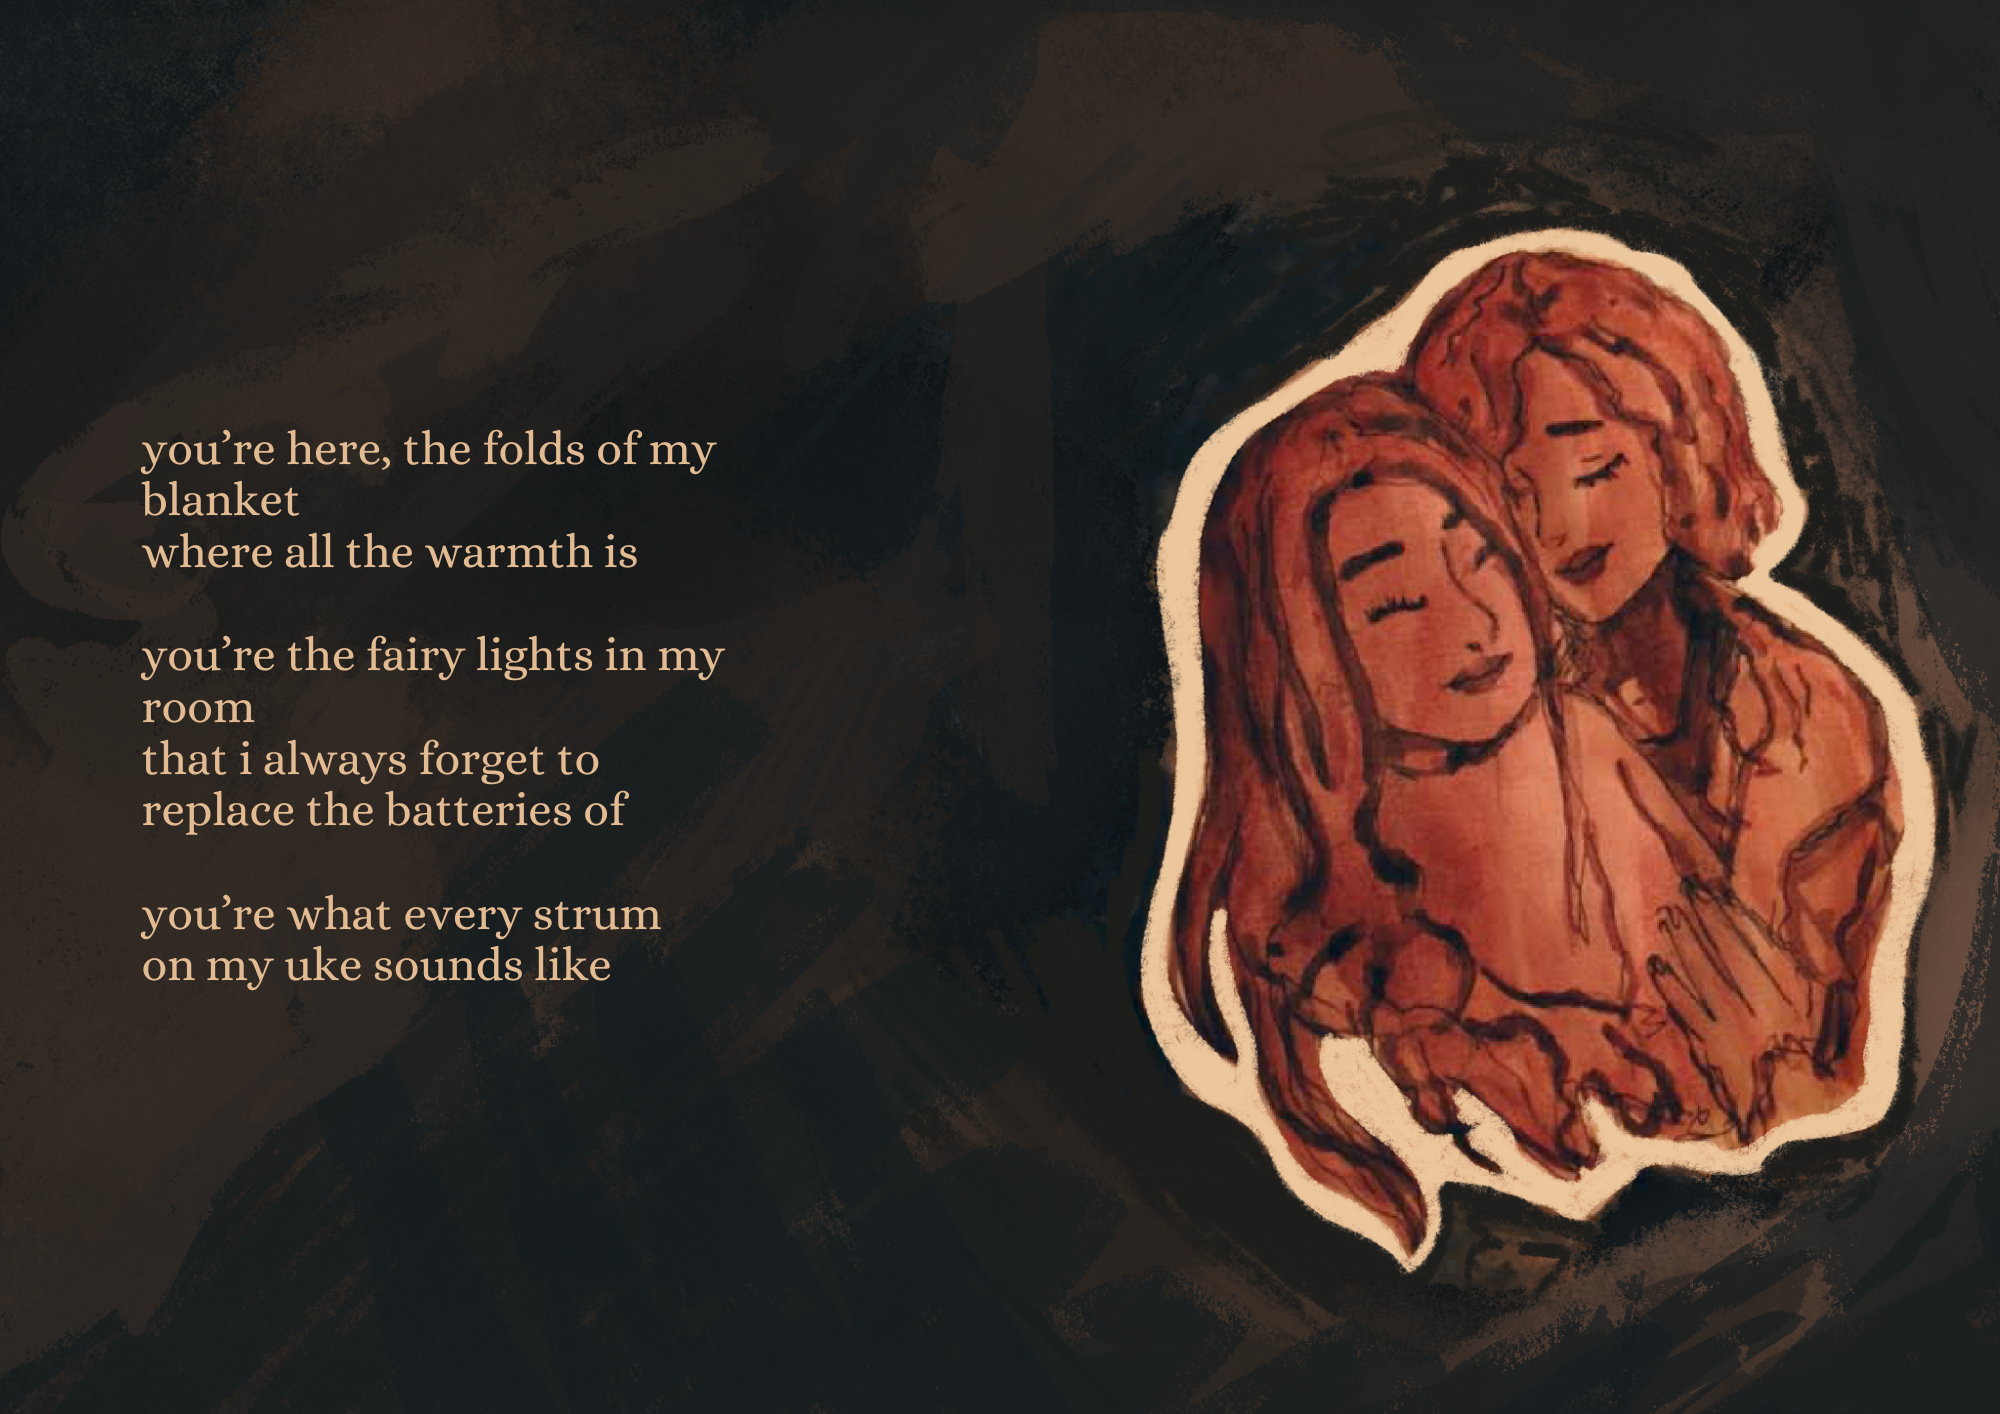 you’re here, the folds of my
blanket
where all the warmth is
you’re the fairy lights in my
room
that i always forget to
replace the batteries of
you’re what every strum
on my uke sounds like